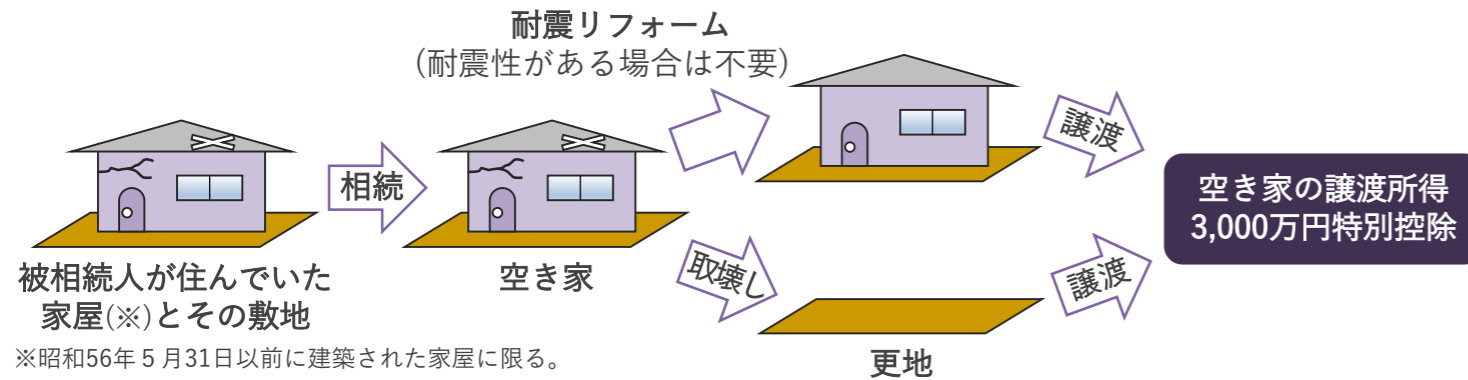 耐震リフォーム
(耐震性がある場合は不要)
相続
譲渡
空き家の譲渡所得
3,000万円特別控除
被相続人が住んでいた
家屋(※)とその敷地
空き家
取壊し
譲渡
更地
※昭和56年5月31日以前に建築された家屋に限る。